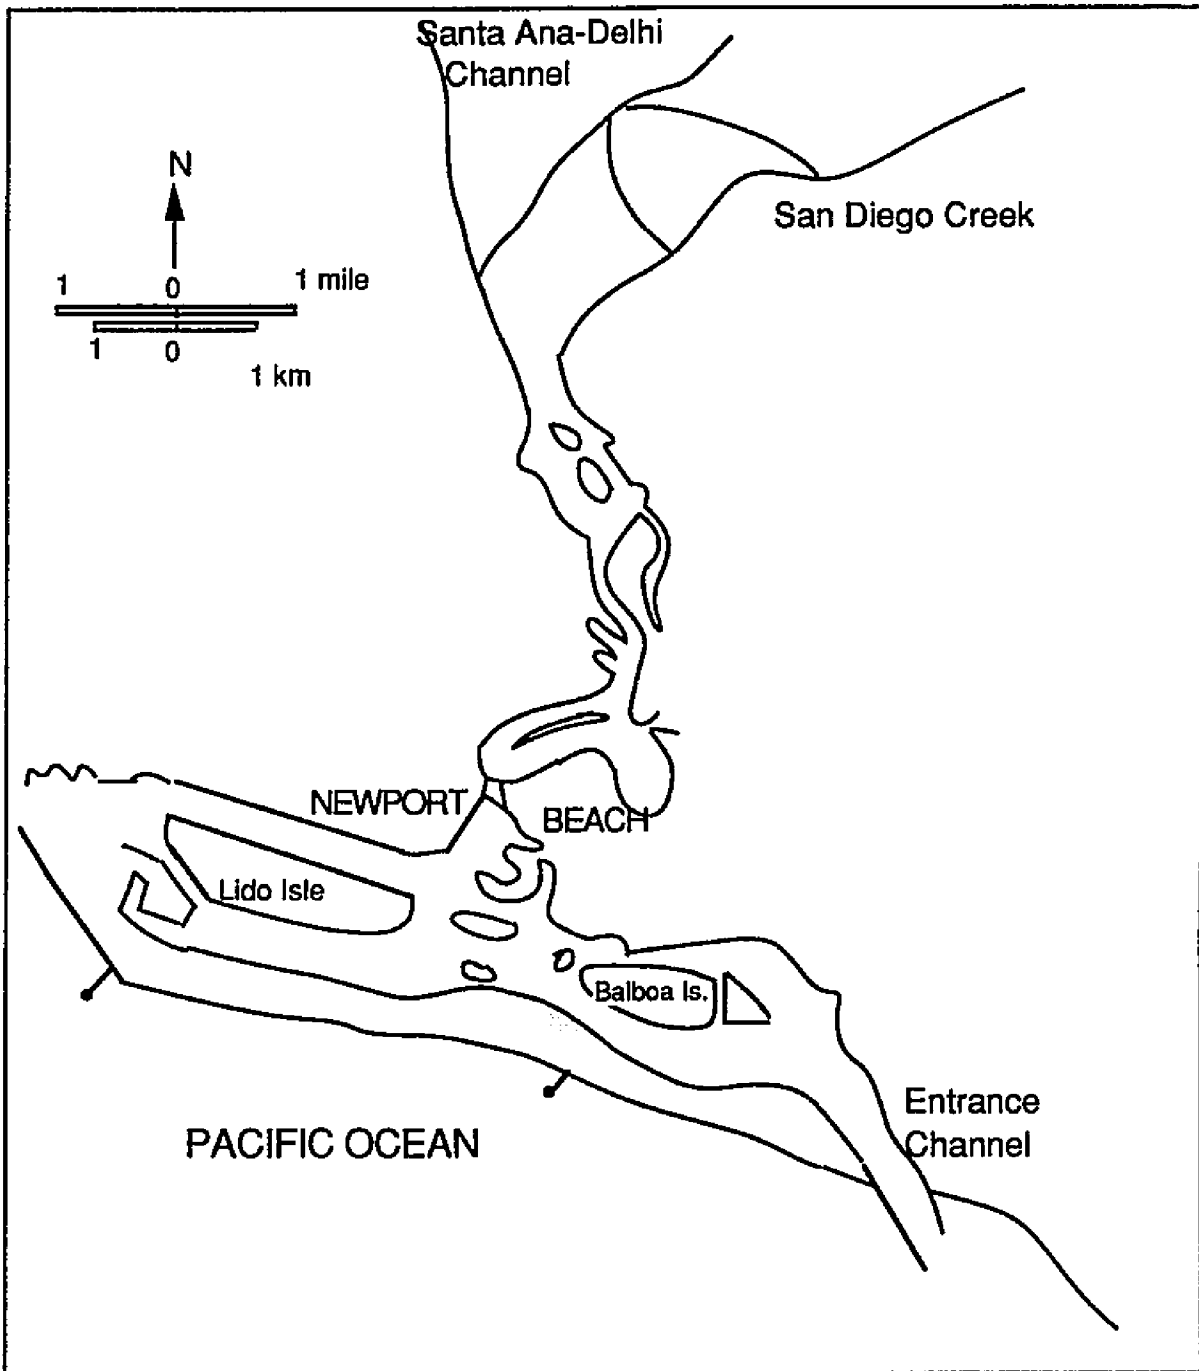 Santa Ana-Delhi
Channel
N
San Diego Creek
1 0 1 mile
1 0
1 km
NEWPORT BEACH
Lido Isle
Balboa Is.
Entrance
Channel
PACIFIC OCEAN